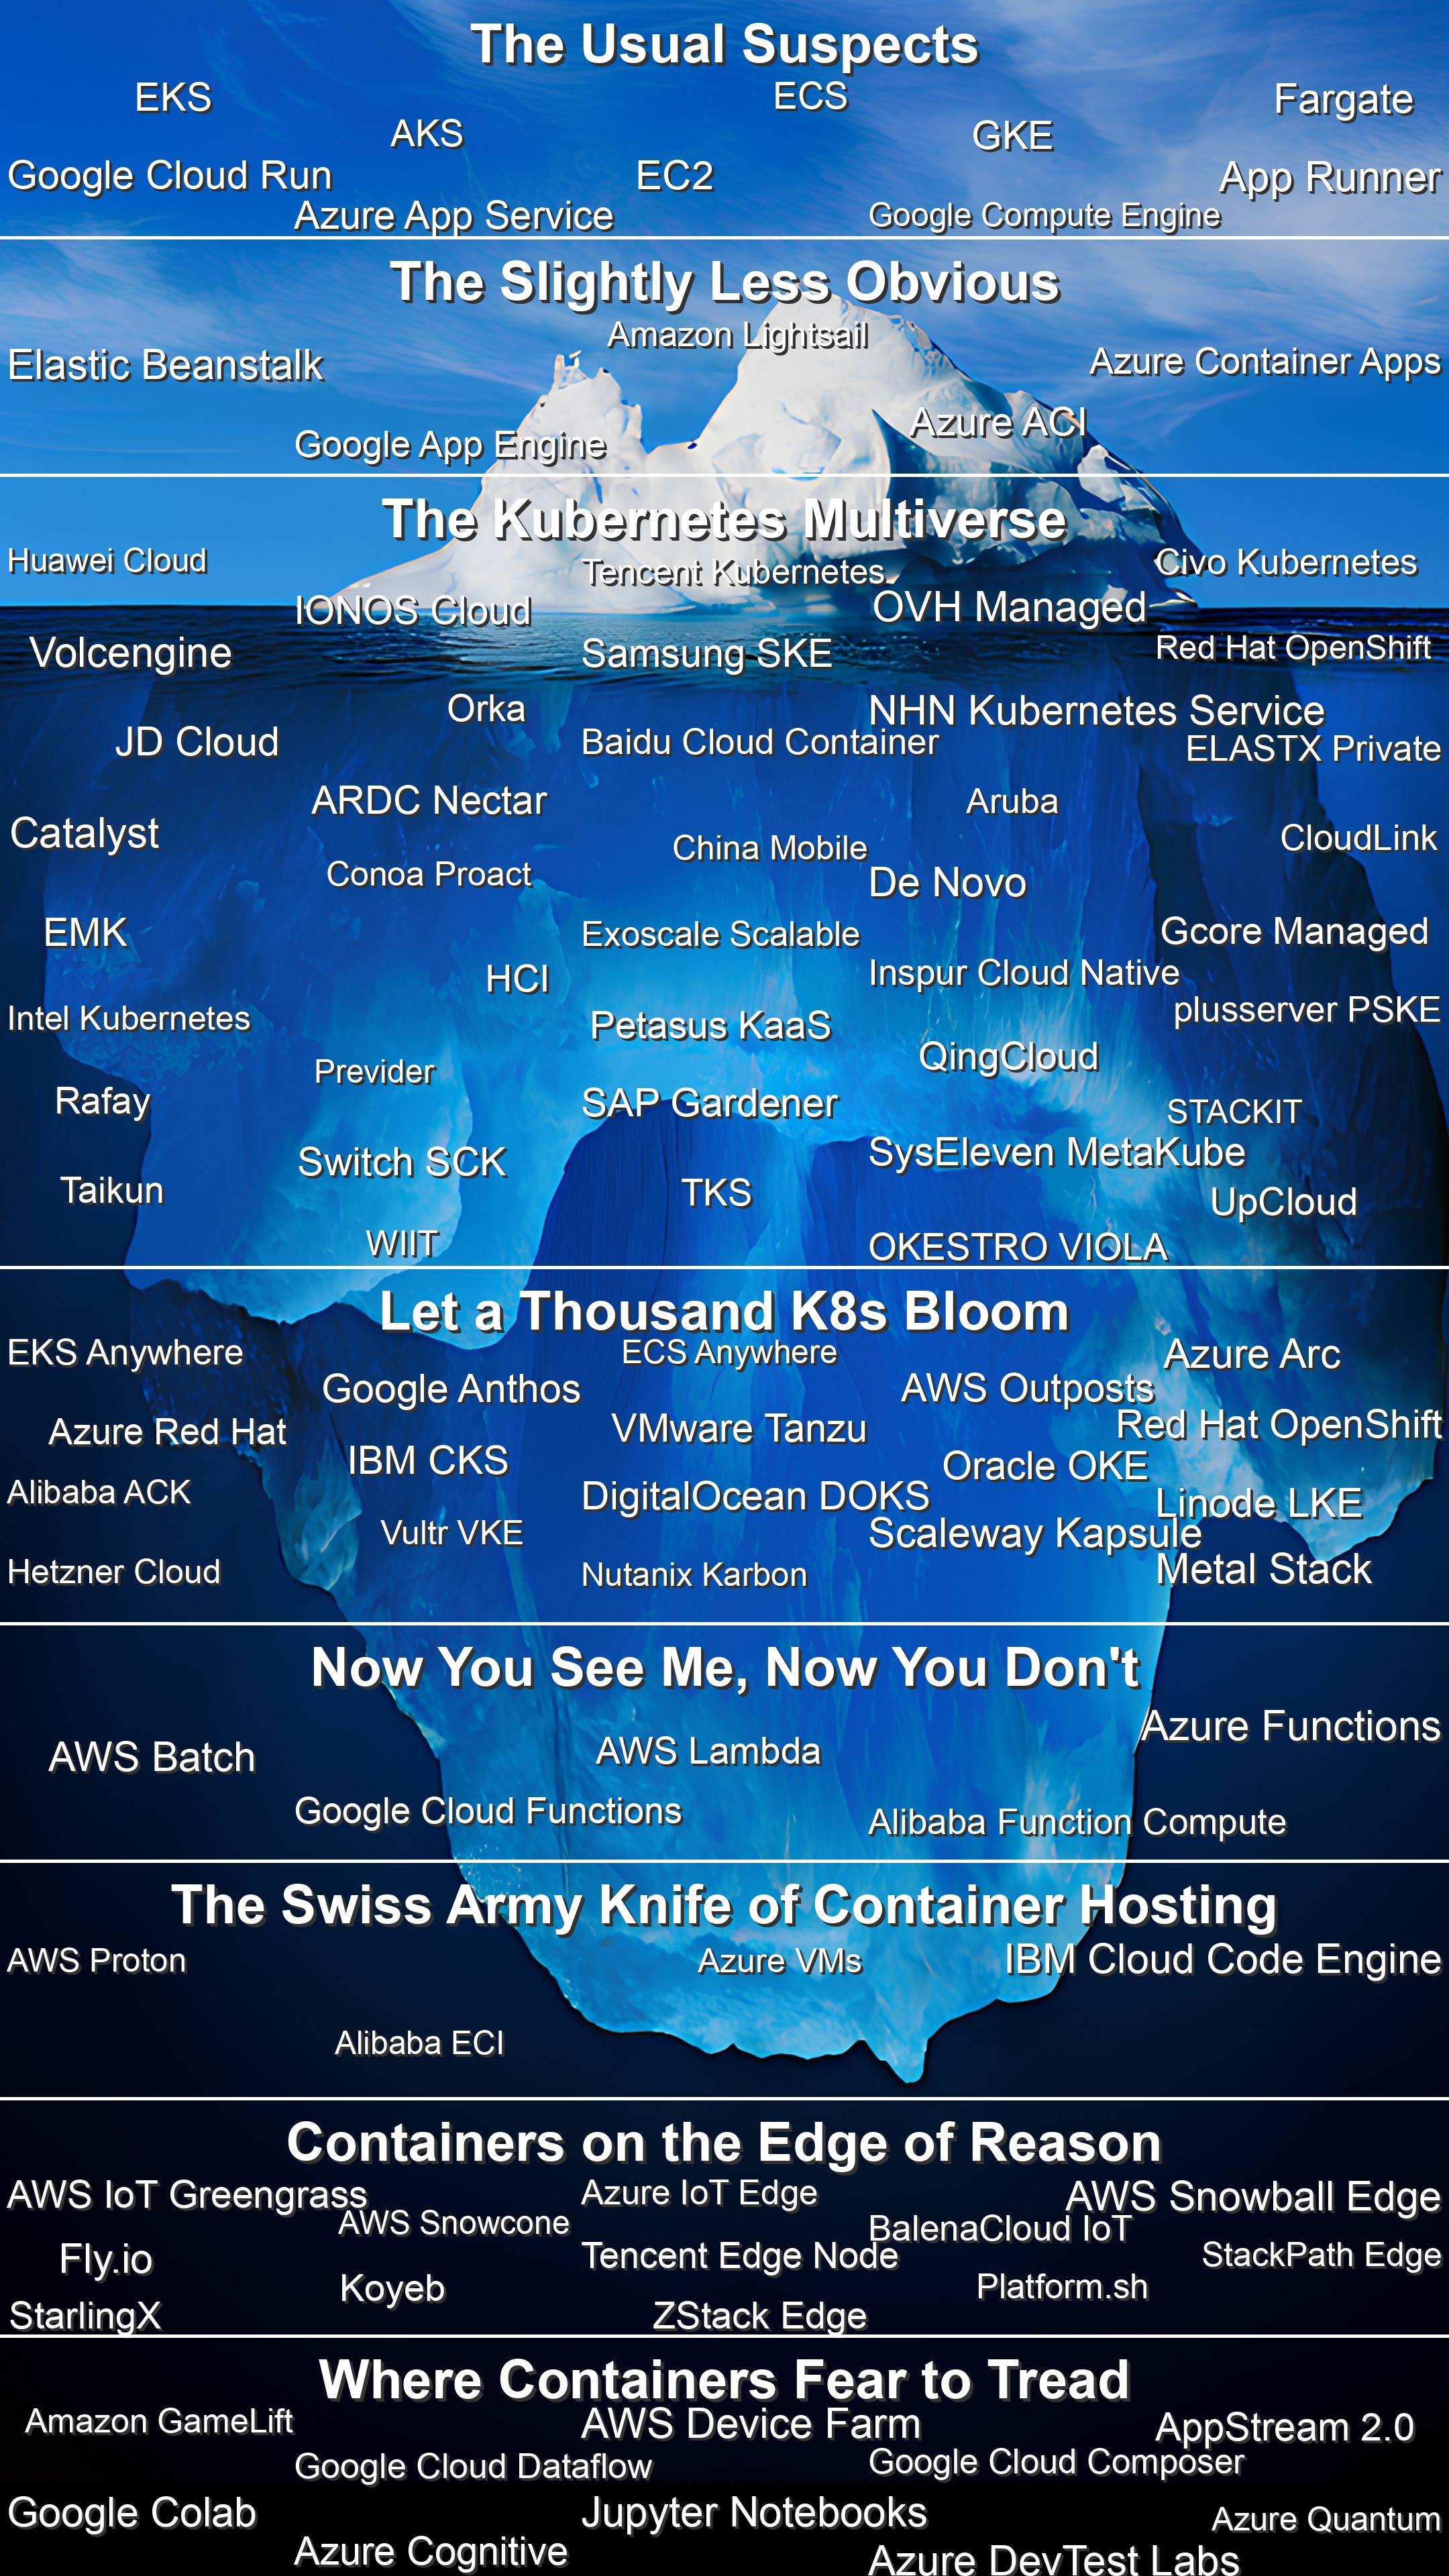 The Usual Suspects
EKS
ECS
Fargate
AKS
GKE
Google Cloud Run
EC2
App Runner
Azure App Service
Google Compute Engine
The Slightly Less Obvious
Amazon Lightsail
Elastic Beanstalk
Azure Container Apps
Azure ACI
Google App Engine
The Kubernetes Multiverse
Huawei Cloud
Tencent Kubernetes
Civo Kubernetes
IONOS Cloud
OVH Managed
Volcengine
Samsung SKE
Red Hat OpenShift
Orka
NHN Kubernetes Service
JD Cloud
Baidu Cloud Container
ELASTX Private
ARDC Nectar
Aruba
Catalyst
China Mobile
CloudLink
Conoa Proact
De Novo
EMK
Exoscale Scalable
Gcore Managed
HCI
Inspur Cloud Native
Intel Kubernetes
Petasus KaaS
plusserver PSKE
Previder
QingCloud
Rafay
SAP Gardener
STACKIT
Switch SCK
SysEleven MetaKube
Taikun
TKS
UpCloud
WIIT
OKESTRO VIOLA
Let a Thousand K8s Bloom
EKS Anywhere
ECS Anywhere
Azure Arc
Google Anthos
AWS Outposts
Azure Red Hat
VMware Tanzu
Red Hat OpenShift
IBM CKS
Oracle OKE
Alibaba ACK
DigitalOcean DOKS
Linode LKE
Vultr VKE
Scaleway Kapsule
Hetzner Cloud
Nutanix Karbon
Metal Stack
Now You See Me, Now You Don't
AWS Batch
AWS Lambda
Azure Functions
Google Cloud Functions
Alibaba Function Compute
The Swiss Army Knife of Container Hosting
AWS Proton
Azure VMs
IBM Cloud Code Engine
Alibaba ECI
Containers on the Edge of Reason
AWS IoT Greengrass
Azure IoT Edge
AWS Snowball Edge
AWS Snowcone
BalenaCloud IoT
Fly.io
Tencent Edge Node
StackPath Edge
Koyeb
Platform.sh
StarlingX
ZStack Edge
Where Containers Fear to Tread
Amazon GameLift
AWS Device Farm
AppStream 2.0
Google Cloud Dataflow
Google Cloud Composer
Google Colab
Jupyter Notebooks
Azure Quantum
Azure Cognitive
Azure DevTest Labs